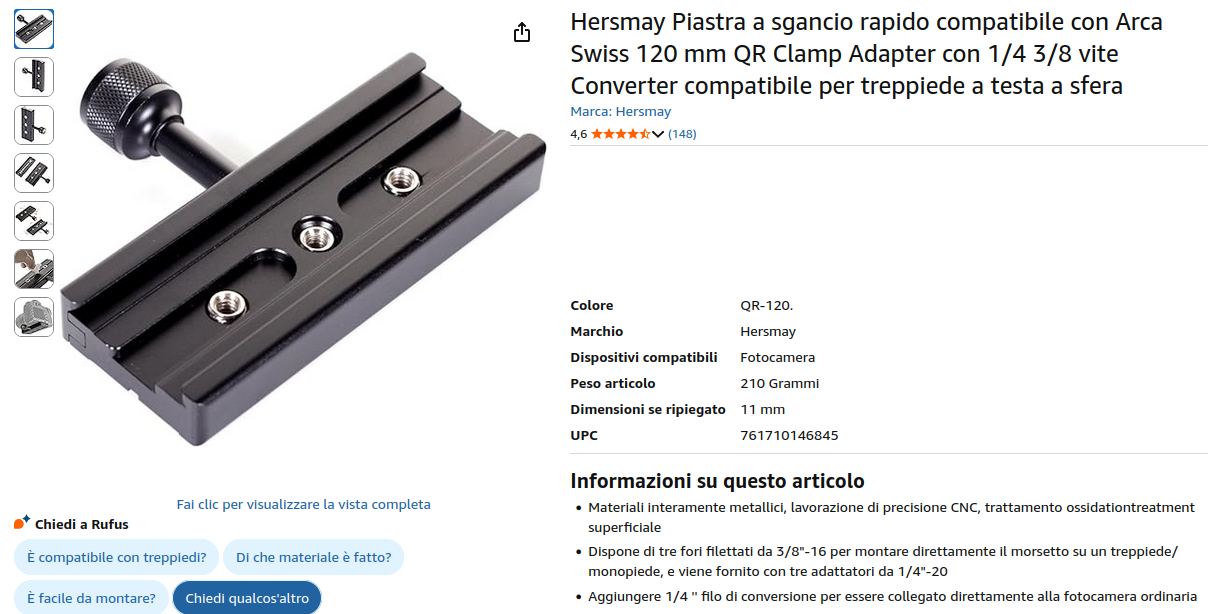 Hersmay Piastra a sgancio rapido compatibile con Arca
Swiss 120 mm QR Clamp Adapter con 1/4 3/8 vite
Converter compatibile per treppiede a testa a sfera
Marca: Hersmay
4,6 (148)
Colore QR-120.
Marchio Hersmay
Dispositivi compatibili Fotocamera
Peso articolo 210 Grammi
Dimensioni se ripiegato 11 mm
UPC 761710146845
Informazioni su questo articolo
• Materiali interamente metallici, lavorazione di precisione CNC, trattamento ossidationtreatment
superficiale
• Dispone di tre fori filettati da 3/8"-16 per montare direttamente il morsetto su un treppiede/
monopiede, e viene fornito con tre adattatori da 1/4"-20
• Aggiungere 1/4 " filo di conversione per essere collegato direttamente alla fotocamera ordinaria
Fai clic per visualizzare la vista completa
Chiedi a Rufus
È compatibile con treppiedi? Di che materiale è fatto?
È facile da montare? Chiedi qualcos'altro